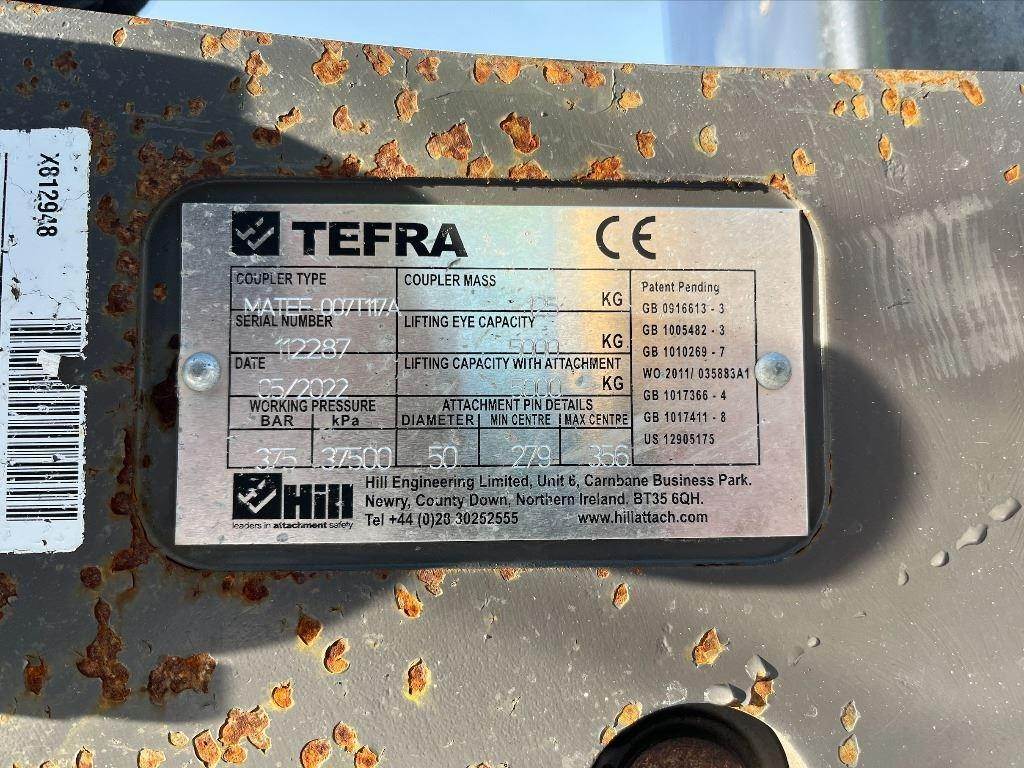 X812948
TEFRA CE
COUPLER TYPE
COUPLER MASS
125 KG
SERIAL NUMBER
112287
LIFTING EYE CAPACITY
5000 KG
DATE
05/2022
LIFTING CAPACITY WITH ATTACHMENT
5000 KG
WORKING PRESSURE
BAR kPa
375 37500
ATTACHMENT PIN DETAILS
DIAMETER MIN CENTRE MAX CENTRE
50 279 356
Patent Pending
GB 0916613 - 3
GB 1005482 - 3
GB 1010269 - 7
WO 2011/ 035883A1
GB 1017366 - 4
GB 1017411 - 8
US 12905175
Hill
leaders in attachment safety
Hill Engineering Limited, Unit 6, Carnbane Business Park.
Newry, County Down, Northern Ireland. BT35 6QH.
Tel +44 (0)28 30252555 www.hillattach.com